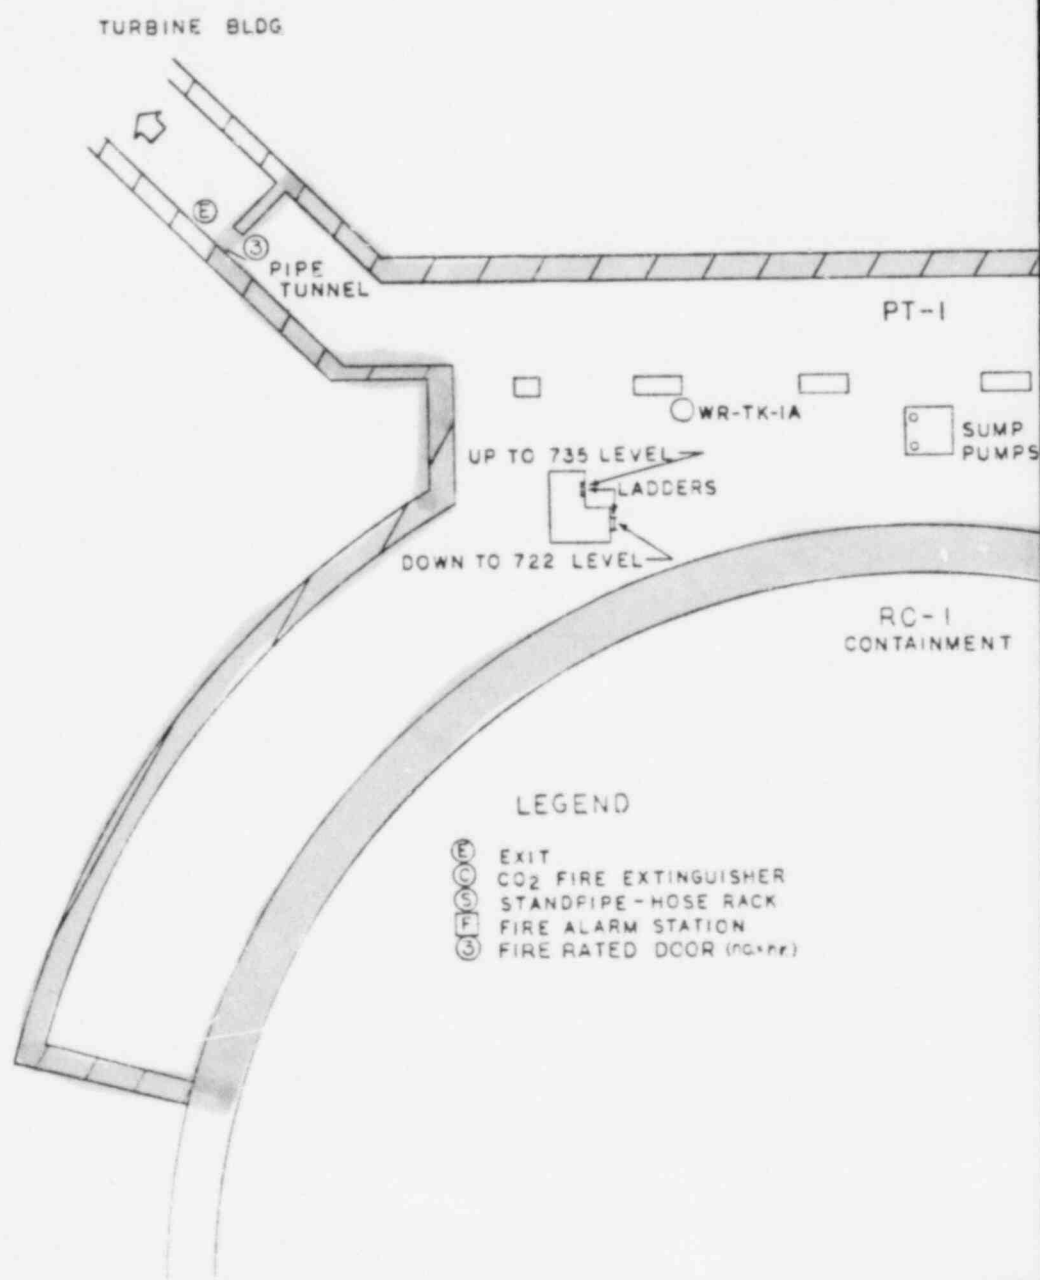 TURBINE BLDG
E
3
PIPE
TUNNEL
PT-1
WR-TK-1A
SUMP
PUMPS
UP TO 735 LEVEL
LADDERS
DOWN TO 722 LEVEL
RC-1
CONTAINMENT
LEGEND
E EXIT
C CO2 FIRE EXTINGUISHER
S STANDPIPE-HOSE RACK
F FIRE ALARM STATION
3 FIRE RATED DOOR